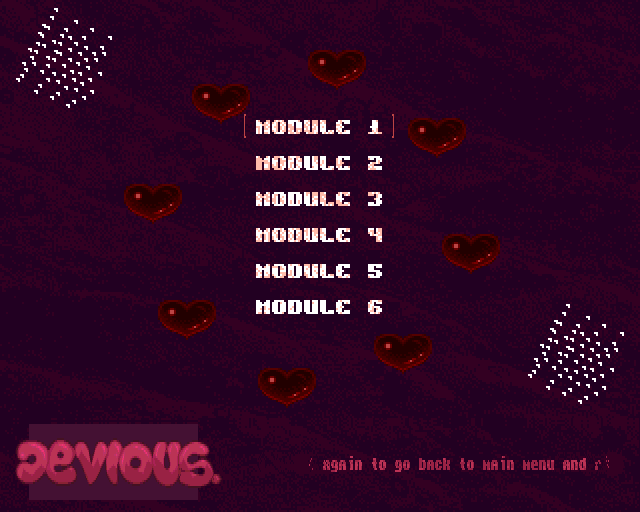 MODULE 1
MODULE 2
MODULE 3
MODULE 4
MODULE 5
MODULE 6
DEVIOUS.
again to go back to main menu and